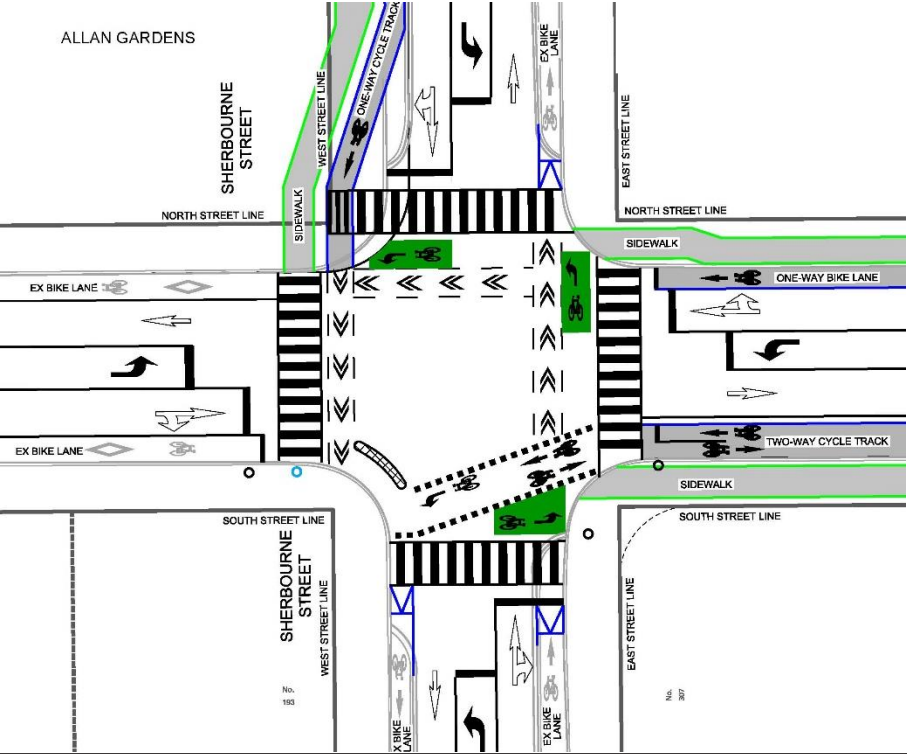 ALLAN GARDENS
SHERBOURNE
STREET
WEST STREET LINE
ONE-WAY CYCLE TRACK
EX BIKE
LANE
EAST STREET LINE
NORTH STREET LINE
SIDEWALK
NORTH STREET LINE
SIDEWALK
EX BIKE LANE
ONE-WAY BIKE LANE
EX BIKE LANE
TWO-WAY CYCLE TRACK
SIDEWALK
SOUTH STREET LINE
SOUTH STREET LINE
SHERBOURNE
STREET
WEST STREET LINE
EAST STREET LINE
No.
193
EX BIKE
LANE
EX BIKE
LANE
No.
307